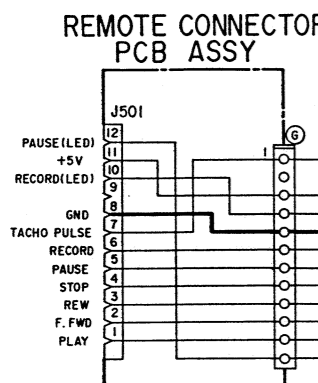 REMOTE CONNECTOR
PCB ASSY
J501
G
1
12
PAUSE(LED)
11
+5V
10
RECORD(LED)
9
8
GND
7
TACHO PULSE
6
RECORD
5
PAUSE
4
STOP
3
REW
2
F. FWD
1
PLAY